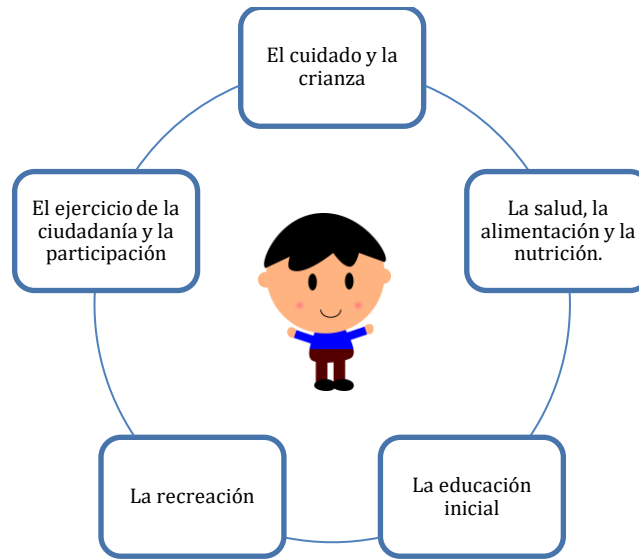 El cuidado y la
crianza
La salud, la
alimentación y la
nutrición.
La educación
inicial
La recreación
El ejercicio de la
ciudadanía y la
participación